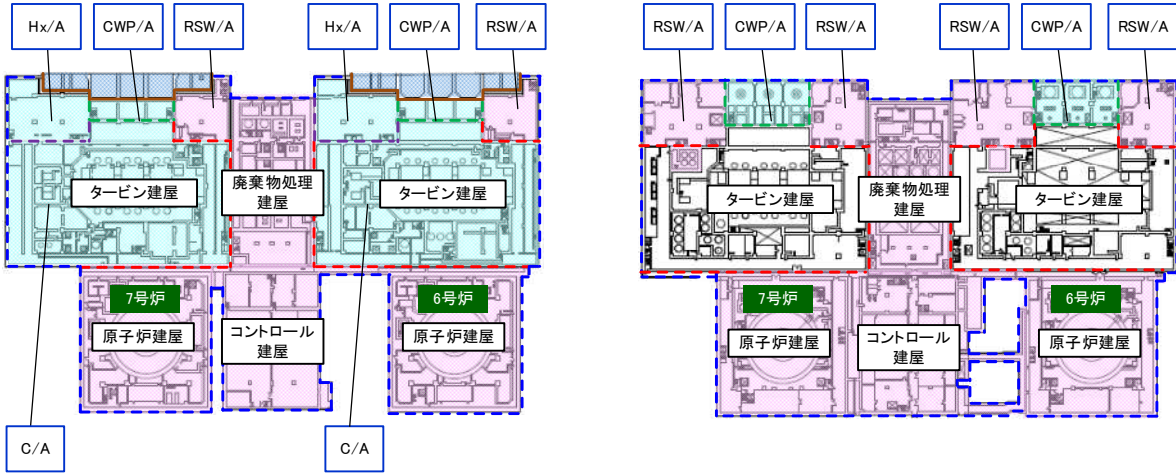 Hx/A CWP/A RSW/A Hx/A CWP/A RSW/A
タービン建屋 廃棄物処理 タービン建屋
建屋
7号炉 6号炉
原子炉建屋 コントロール 原子炉建屋
建屋
C/A C/A
RSW/A CWP/A RSW/A RSW/A CWP/A RSW/A
タービン建屋 廃棄物処理 タービン建屋
建屋
7号炉 6号炉
原子炉建屋 コントロール 原子炉建屋
建屋